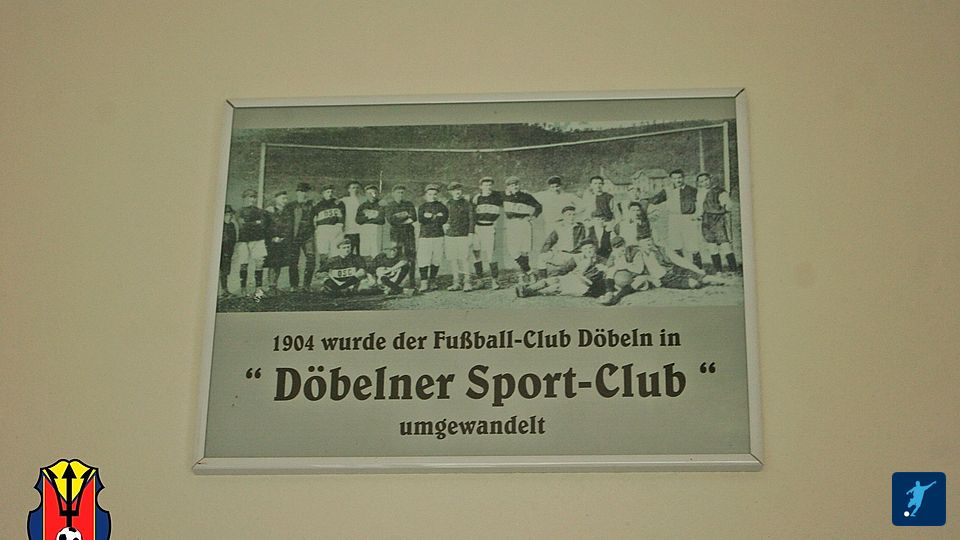 1904 wurde der Fußball-Club Döbeln in
“ Döbelner Sport-Club “
umgewandelt